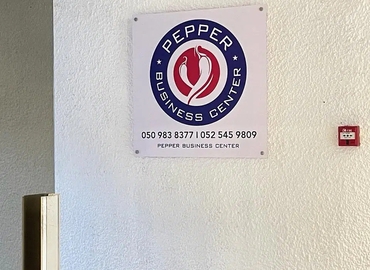 PEPPER
BUSINESS CENTER
050 983 8377 | 052 545 9809
PEPPER BUSINESS CENTER